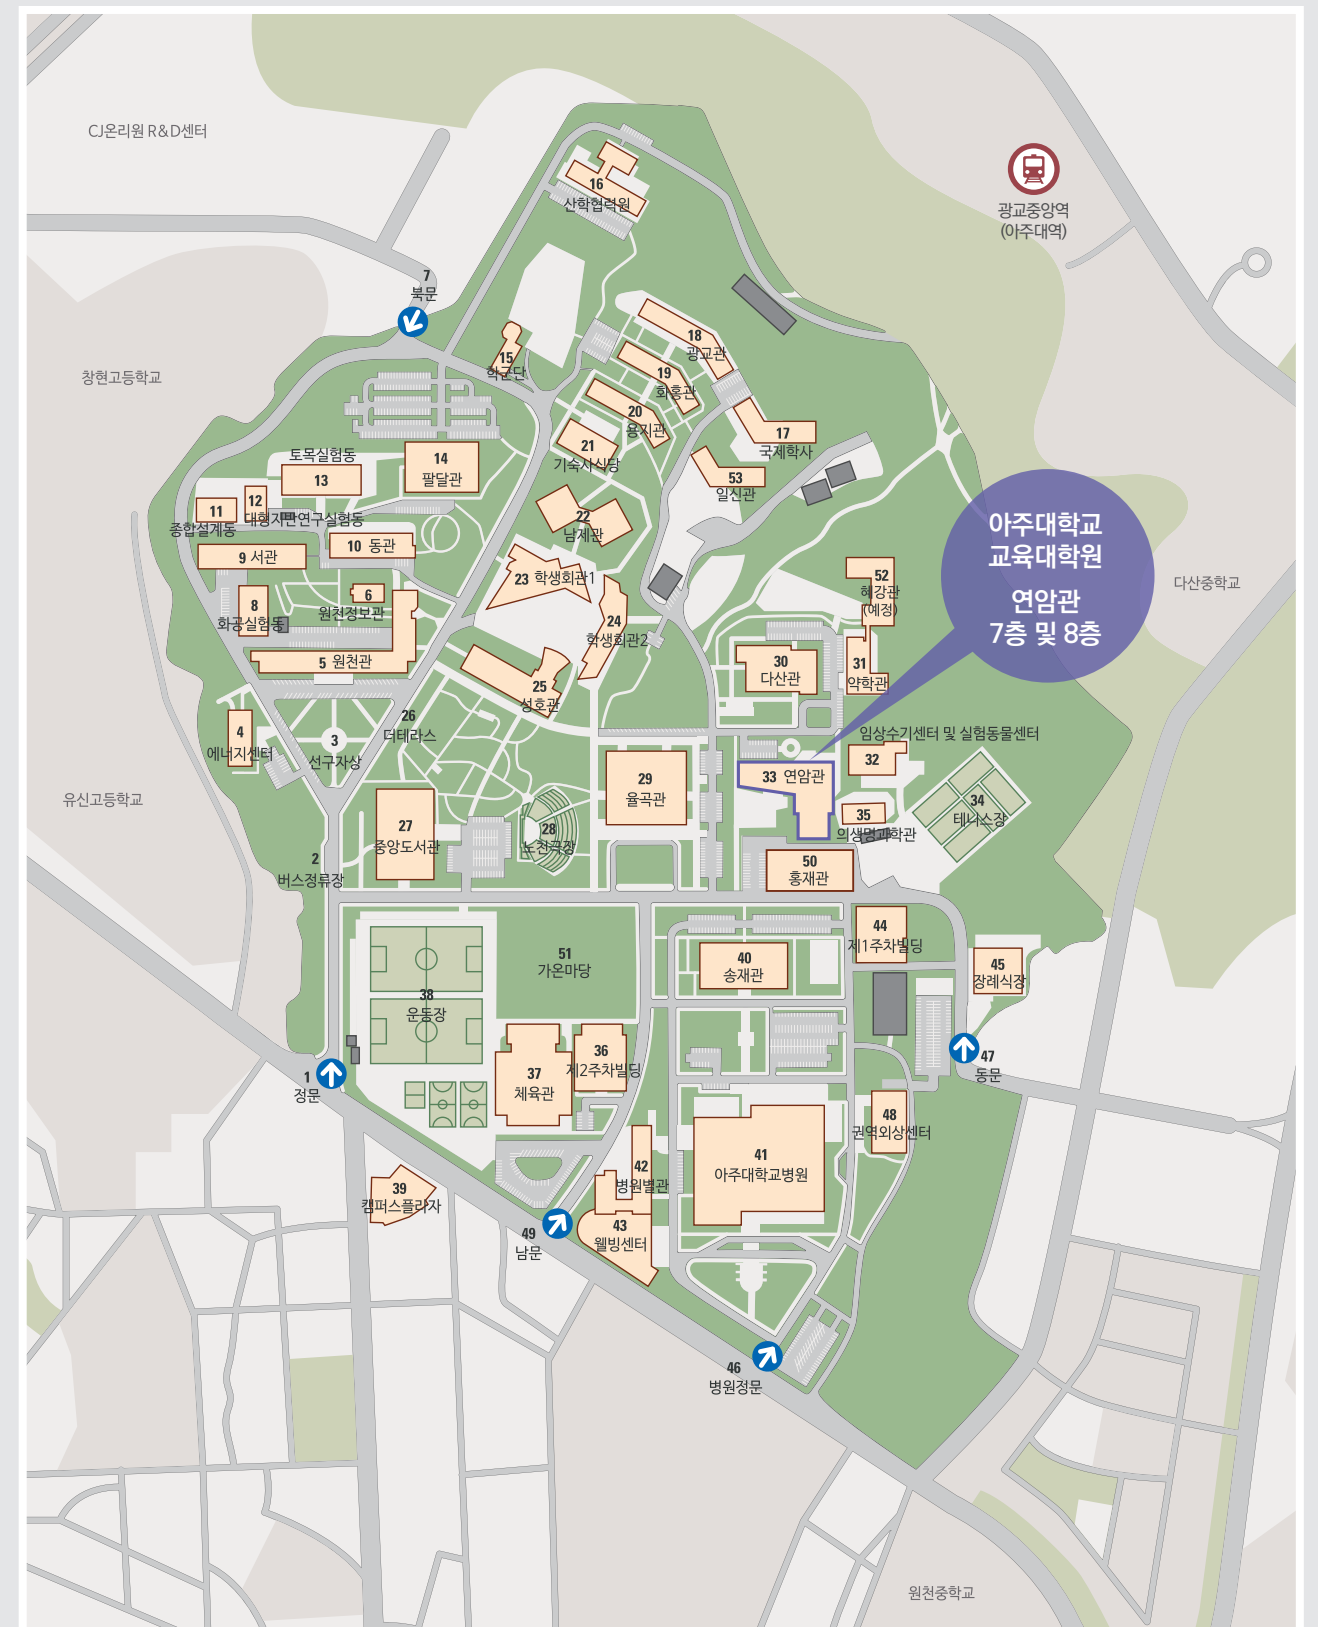 CJ온리원 R&D센터
광교중앙역
(아주대역)
16
산학협력원
7
북문
15
학군단
18
광교관
19
화홍관
20
용지관
창현고등학교
17
국제학사
21
기숙사식당
53
일신관
토목실험동
13
14
팔달관
12
대형지반연구실험동
11
종합설계동
22
남제관
10 동관
9 서관
23 학생회관1
24
학생회관2
아주대학교
교육대학원
연암관
7층 및 8층
다산중학교
52
혜강관
(예정)
6
원천정보관
8
화공실험동
5 원천관
30
다산관
31
약학관
25
성호관
26
더테라스
4
에너지센터
3
선구자상
임상수기센터 및 실험동물센터
32
33 연암관
29
율곡관
34
테니스장
35
의생명과학관
유신고등학교
27
중앙도서관
28
노천극장
2
버스정류장
50
홍재관
44
제1주차빌딩
51
가온마당
40
송재관
45
장례식장
38
운동장
36
제2주차빌딩
37
체육관
47
동문
1
정문
48
권역외상센터
41
아주대학교병원
42
병원별관
39
캠퍼스플라자
49
남문
43
웰빙센터
46
병원정문
원천중학교